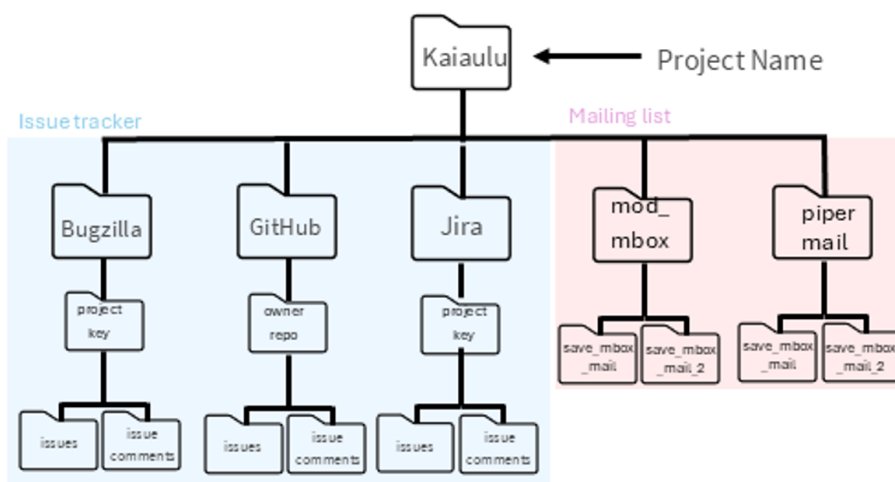 Kaiaulu
Project Name
Issue tracker
Mailing list
Bugzilla
GitHub
Jira
mod_
mbox
piper
mail
project
key
owner
repo
project
key
save_mbox
_mail
save_mbox
_mail_2
save_mbox
_mail
save_mbox
_mail_2
issues
issue
comments
issues
issue
comments
issues
issue
comments